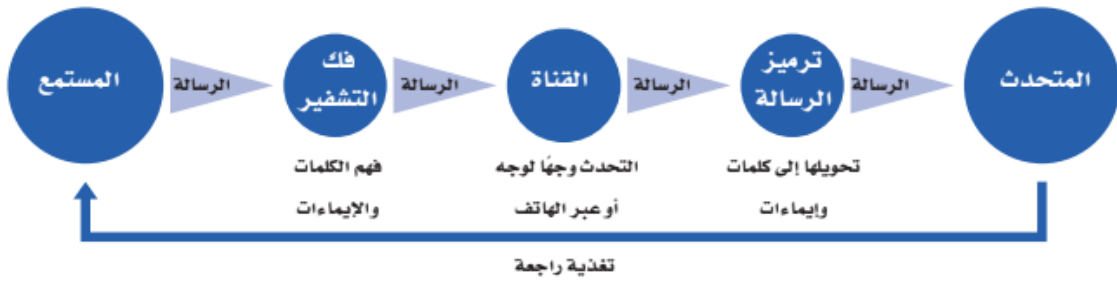 المتحدث
الرسالة
ترميز
الرسالة
الرسالة
القناة
الرسالة
فك
التشفير
الرسالة
المستمع
تحويلها إلى كلمات
وإيماءات
التحدث وجهًا لوجه
أو عبر الهاتف
فهم الكلمات
والإيماءات
تغذية راجعة